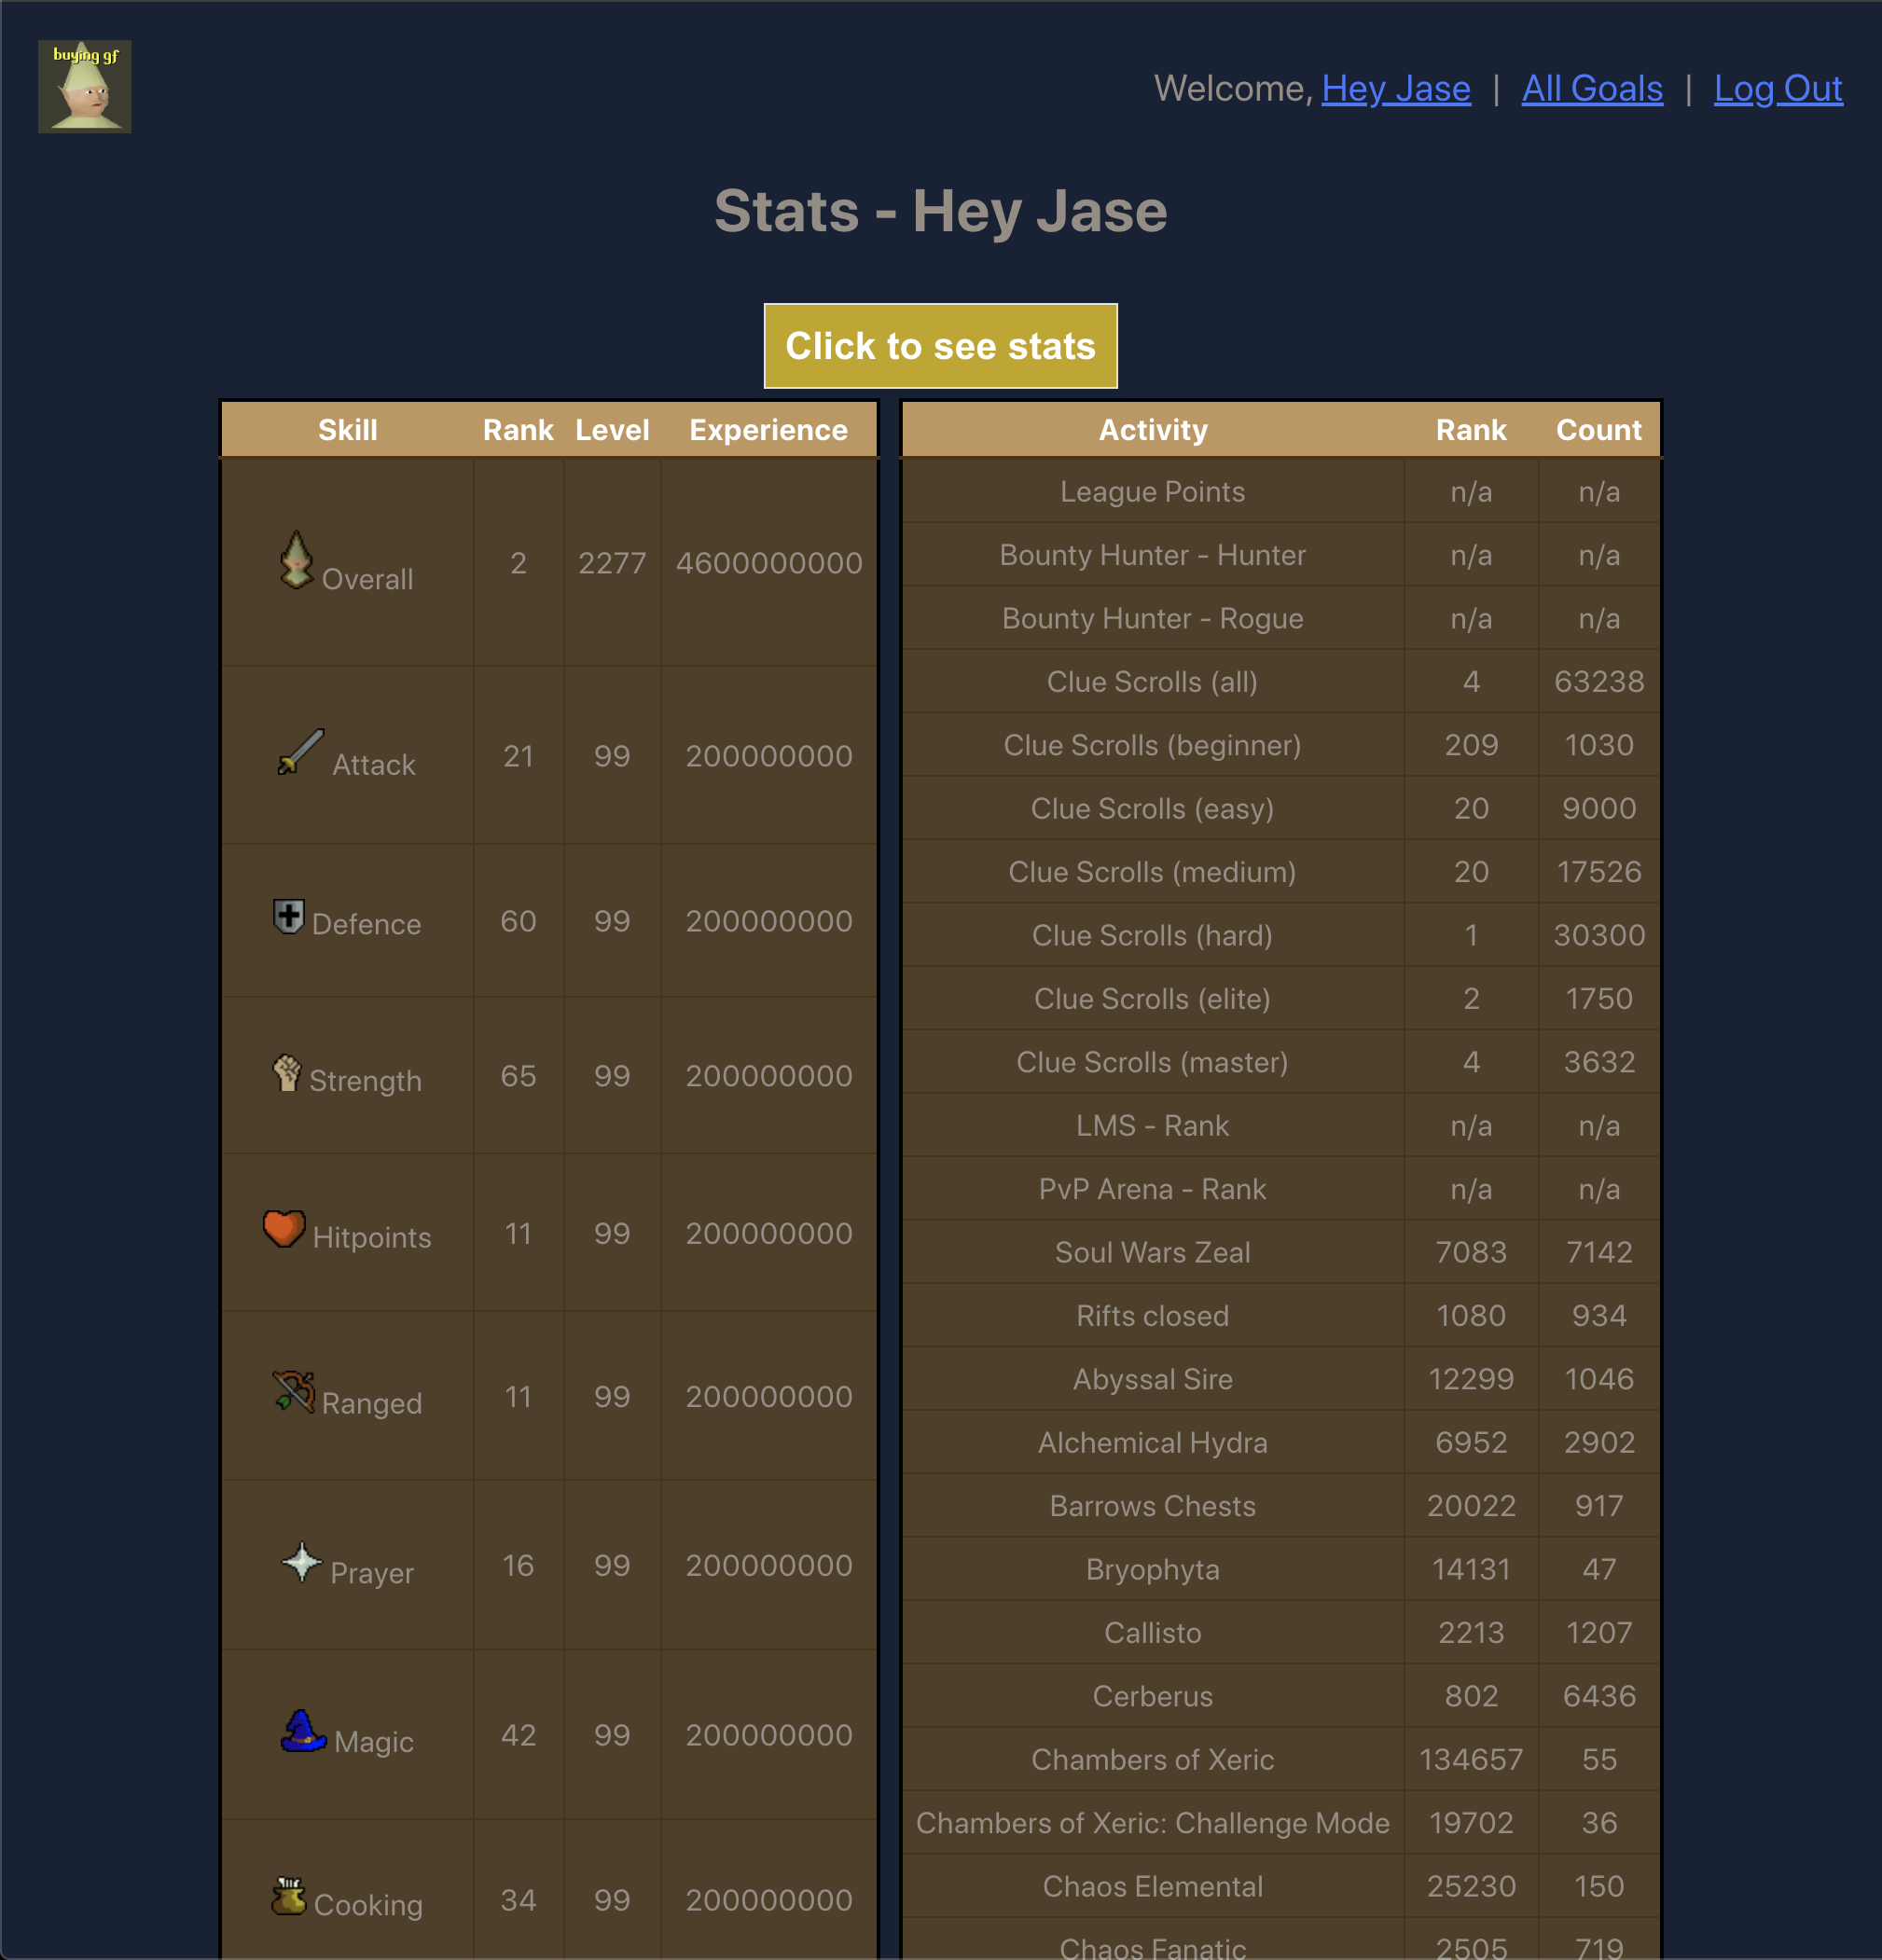 buying gf
Welcome, Hey Jase | All Goals | Log Out
Stats - Hey Jase
Click to see stats
Skill Rank Level Experience
Overall 2 2277 4600000000
Attack 21 99 200000000
Defence 60 99 200000000
Strength 65 99 200000000
Hitpoints 11 99 200000000
Ranged 11 99 200000000
Prayer 16 99 200000000
Magic 42 99 200000000
Cooking 34 99 200000000
Activity Rank Count
League Points n/a n/a
Bounty Hunter - Hunter n/a n/a
Bounty Hunter - Rogue n/a n/a
Clue Scrolls (all) 4 63238
Clue Scrolls (beginner) 209 1030
Clue Scrolls (easy) 20 9000
Clue Scrolls (medium) 20 17526
Clue Scrolls (hard) 1 30300
Clue Scrolls (elite) 2 1750
Clue Scrolls (master) 4 3632
LMS - Rank n/a n/a
PvP Arena - Rank n/a n/a
Soul Wars Zeal 7083 7142
Rifts closed 1080 934
Abyssal Sire 12299 1046
Alchemical Hydra 6952 2902
Barrows Chests 20022 917
Bryophyta 14131 47
Callisto 2213 1207
Cerberus 802 6436
Chambers of Xeric 134657 55
Chambers of Xeric: Challenge Mode 19702 36
Chaos Elemental 25230 150
Chaos Fanatic 2505 719